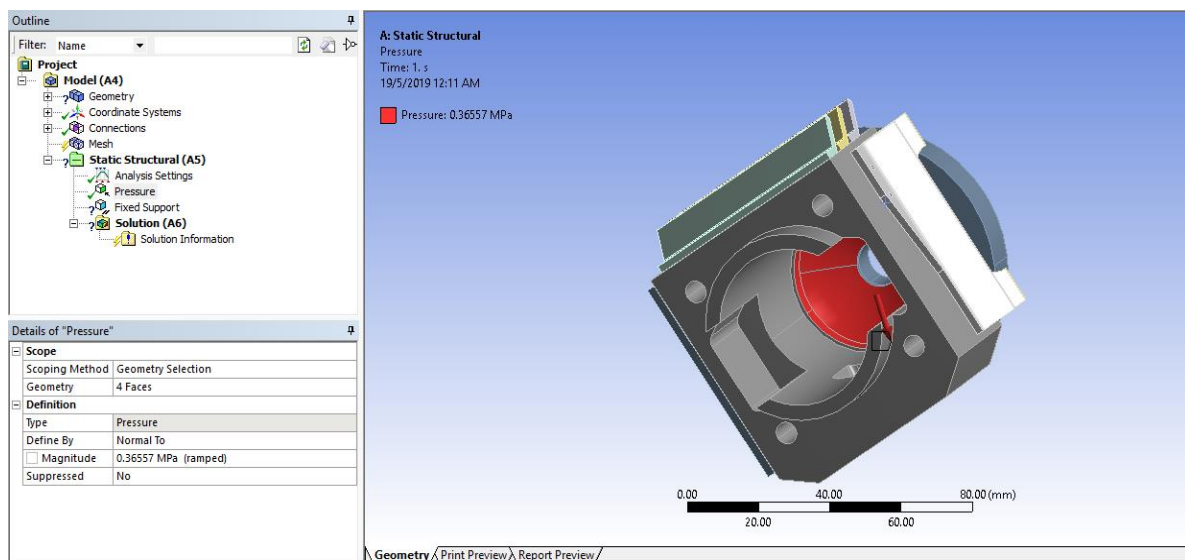 Outline
Filter: Name
Project
Model (A4)
Geometry
Coordinate Systems
Connections
Mesh
Static Structural (A5)
Analysis Settings
Pressure
Fixed Support
Solution (A6)
Solution Information
Details of "Pressure"
Scope
Scoping Method Geometry Selection
Geometry 4 Faces
Definition
Type Pressure
Define By Normal To
Magnitude 0.36557 MPa (ramped)
Suppressed No
A: Static Structural
Pressure
Time: 1. s
19/5/2019 12:11 AM
Pressure: 0.36557 MPa
0.00 40.00 80.00 (mm)
20.00 60.00
Geometry Print Preview Report Preview